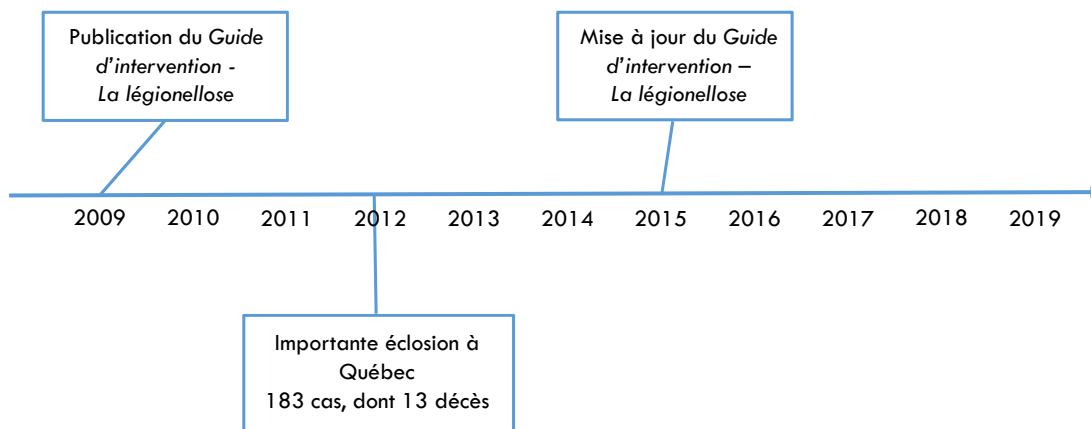 Publication du Guide
d'intervention -
La légionellose
Mise à jour du Guide
d'intervention –
La légionellose
2009 2010 2011 2012 2013 2014 2015 2016 2017 2018 2019
Importante éclosion à
Québec
183 cas, dont 13 décès